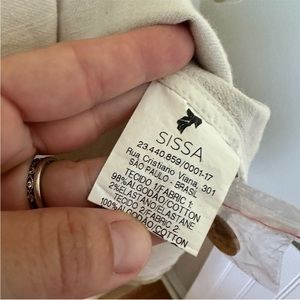 SISSA
23.440.859/0001-17
Rua Cristiano Viana, 301
SÃO PAULO - BRASIL
TECIDO 1/FABRIC 1:
98%ALGODÃO/COTTON
2%ELASTANO/ELASTANE
TECIDO 2/FABRIC 2:
100%ALGODÃO/COTTON